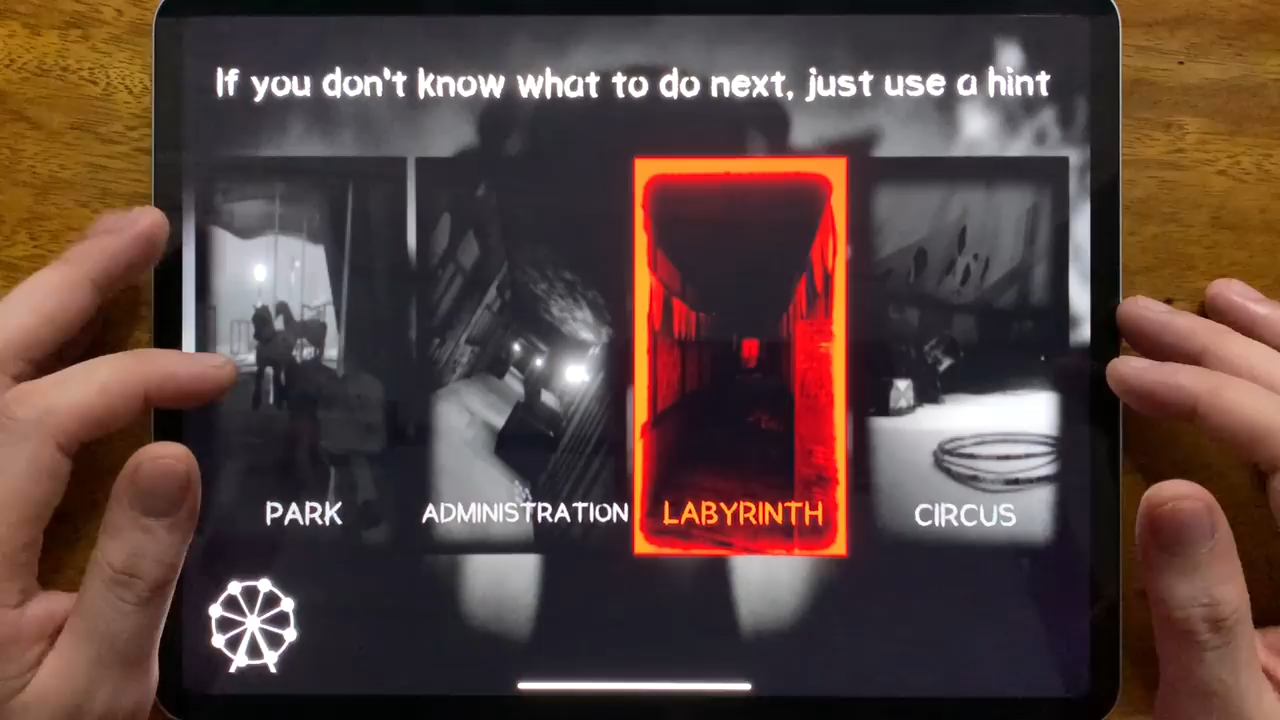 If you don't know what to do next, just use a hint
PARK
ADMINISTRATION
LABYRINTH
CIRCUS